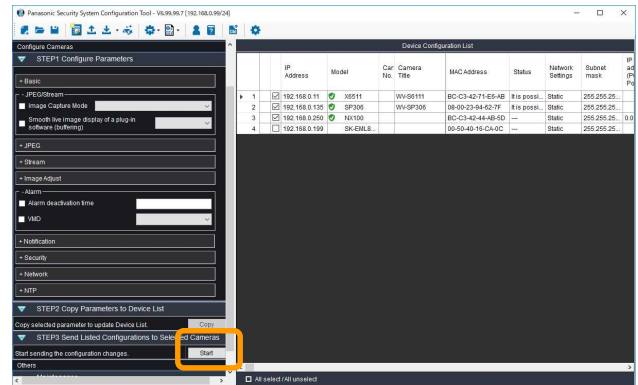 Panasonic Security System Configuration Tool - V6.99.99.7 [192.168.0.99/24]
Configure Cameras
STEP1 Configure Parameters
+ Basic
- JPEG/Stream
Image Capture Mode
Smooth live image display of a plug-in
software (buffering)
+ JPEG
+ Stream
+ Image Adjust
- Alarm
Alarm deactivation time
VMD
+ Notification
+ Security
+ Network
+ NTP
STEP2 Copy Parameters to Device List
Copy selected parameter to update Device List. Copy
STEP3 Send Listed Configurations to Selected Cameras
Start sending the configuration changes. Start
Others
Device Configuration List
IP Address Model Car No. Camera Title MAC Address Status Network Settings Subnet mask
1 192.168.0.11 X6511 WV-S6111 BC-C3-42-71-E6-AB It is possi... Static 255.255.25...
2 192.168.0.135 SP306 WV-SP306 08-00-23-94-62-7F It is possi... Static 255.255.25...
3 192.168.0.250 NX100 BC-C3-42-44-AB-5D --- Static 255.255.25... 0.0
4 192.168.0.199 SK-EML8... 00-50-40-16-CA-0C --- Static 255.255.25...
All select / All unselect